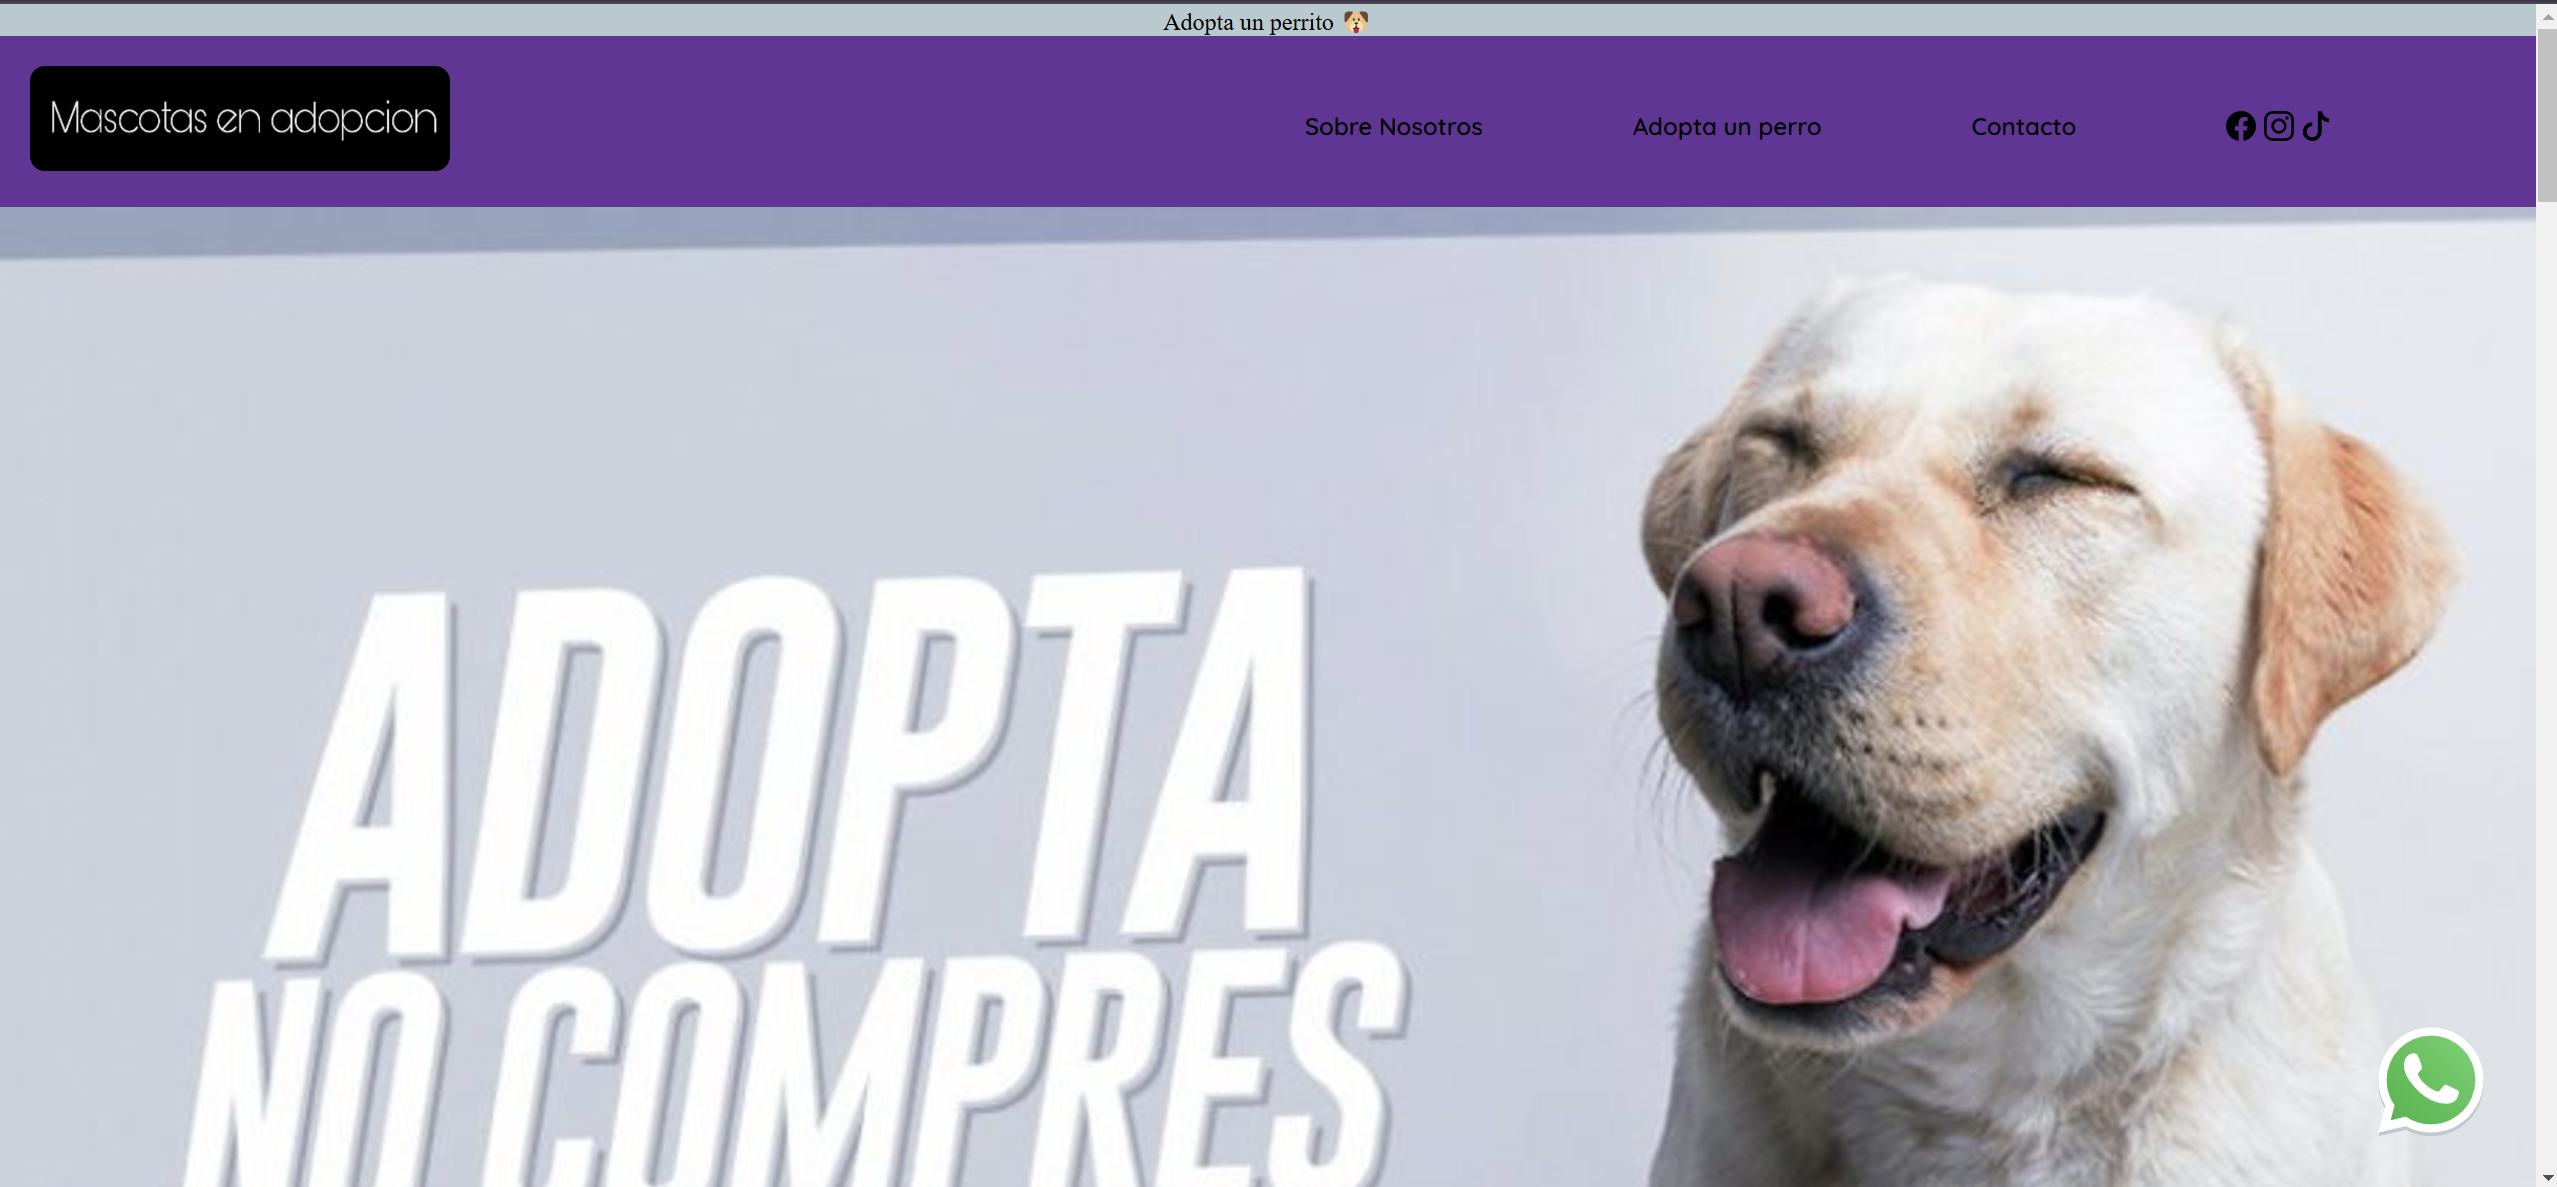 Adopta un perrito 🐶
Mascotas en adopcion
Sobre Nosotros
Adopta un perro
Contacto
ADOPTA
NO COMPRES